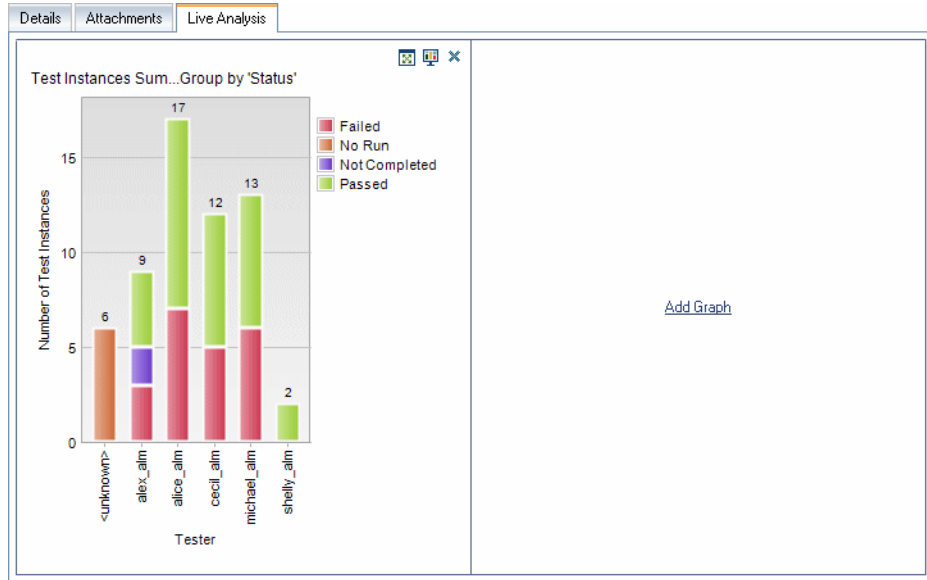 Details
Attachments
Live Analysis
Test Instances Sum...Group by 'Status'
17
15
13
12
10
9
6
5
2
0
Number of Test Instances
<unknown>
alex_alm
alice_alm
cecil_alm
michael_alm
shelly_alm
Tester
Failed
No Run
Not Completed
Passed
Add Graph